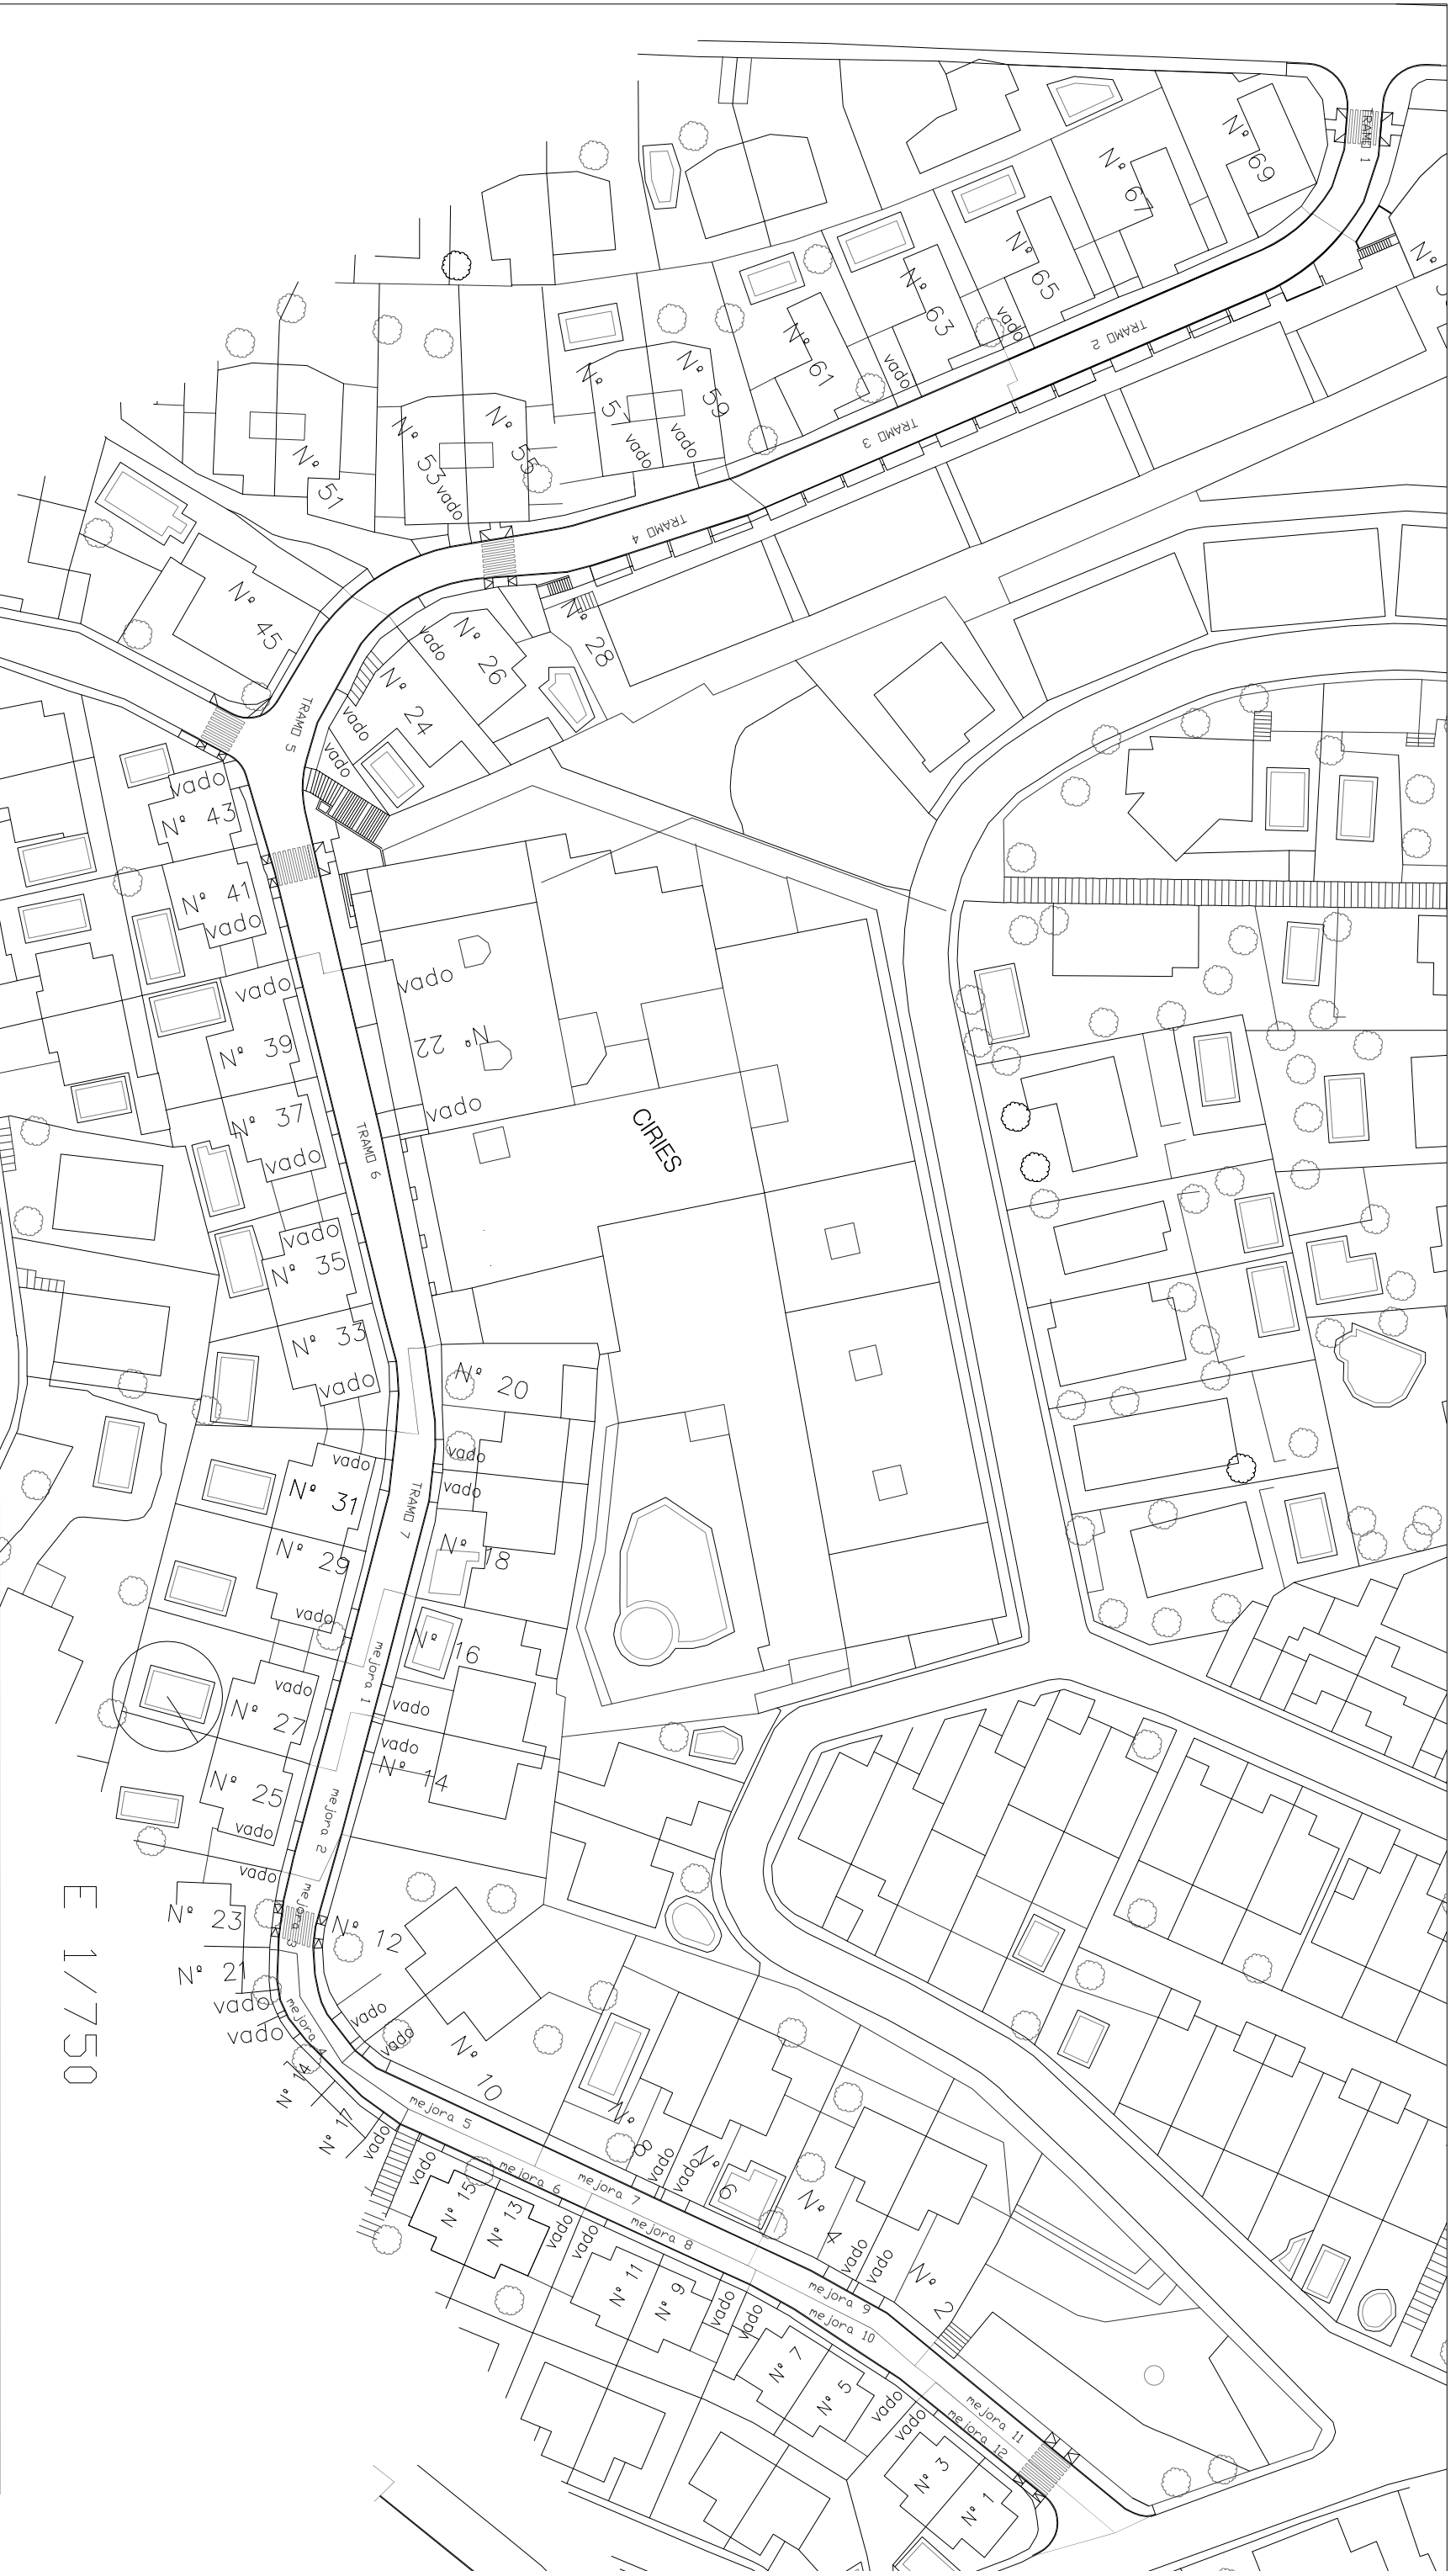 TRAMO 1
Nº 69
Nº 67
Nº
Nº 65
vado
TRAMO 2
Nº 63
vado
Nº 61
TRAMO 3
Nº 59
vado
Nº 57
vado
Nº 55
Nº 53
vado
Nº 51
TRAMO 4
Nº 28
Nº 26
vado
Nº 45
Nº 24
vado
vado
TRAMO 5
vado
Nº 43
Nº 41
vado
vado
vado
Nº 39
Nº 22
vado
Nº 37
vado
CIRIES
TRAMO 6
vado
Nº 35
Nº 33
vado
Nº 20
vado
vado
vado
Nº 31
TRAMO 7
Nº 29
Nº 18
vado
Nº 16
mejora 1
vado
vado
Nº 27
vado
Nº 14
Nº 25
vado
mejora 2
vado
E 1/750
Nº 23
mejora 3
Nº 12
Nº 21
vado
vado
mejora 4
vado
vado
Nº 10
Nº 14
Nº 17
vado
mejora 5
vado
mejora 6
mejora 7
Nº 8
vado
vado
Nº 6
Nº 15
Nº 13
vado
vado
mejora 8
Nº 4
vado
vado
Nº 11
Nº 9
vado
vado
mejora 9
mejora 10
Nº 2
Nº 7
Nº 5
vado
vado
mejora 11
mejora 12
Nº 3
Nº 1